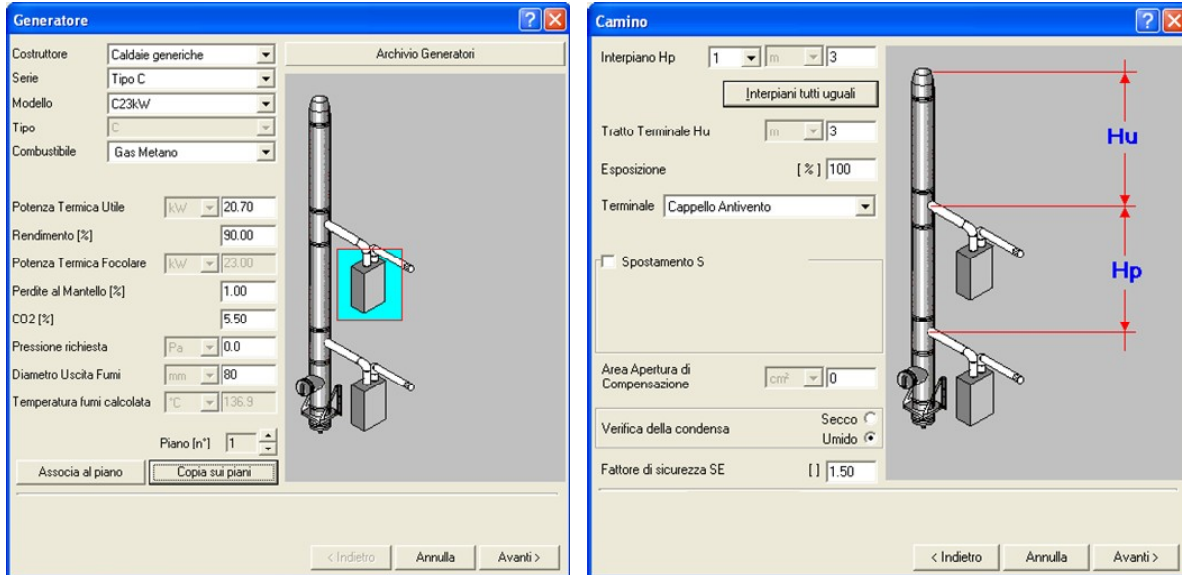 Generatore
Costruttore Caldaie generiche
Archivio Generatori
Serie Tipo C
Modello C23kW
Tipo C
Combustibile Gas Metano
Potenza Termica Utile kW 20.70
Rendimento [%] 90.00
Potenza Termica Focolare kW 23.00
Perdite al Mantello [%] 1.00
CO2 [%] 5.50
Pressione richiesta Pa 0.0
Diametro Uscita Fumi mm 80
Temperatura fumi calcolata °C 136.9
Piano [n°] 1
Associa al piano Copia sui piani
< Indietro Annulla Avanti >
Camino
Interpiano Hp 1 m 3
Interpiani tutti uguali
Tratto Terminale Hu m 3
Esposizione [ % ] 100
Terminale Cappello Antivento
Spostamento S
Area Apertura di
Compensazione cm² 0
Verifica della condensa Secco
Umido
Fattore di sicurezza SE [ ] 1.50
Hu
Hp
< Indietro Annulla Avanti >